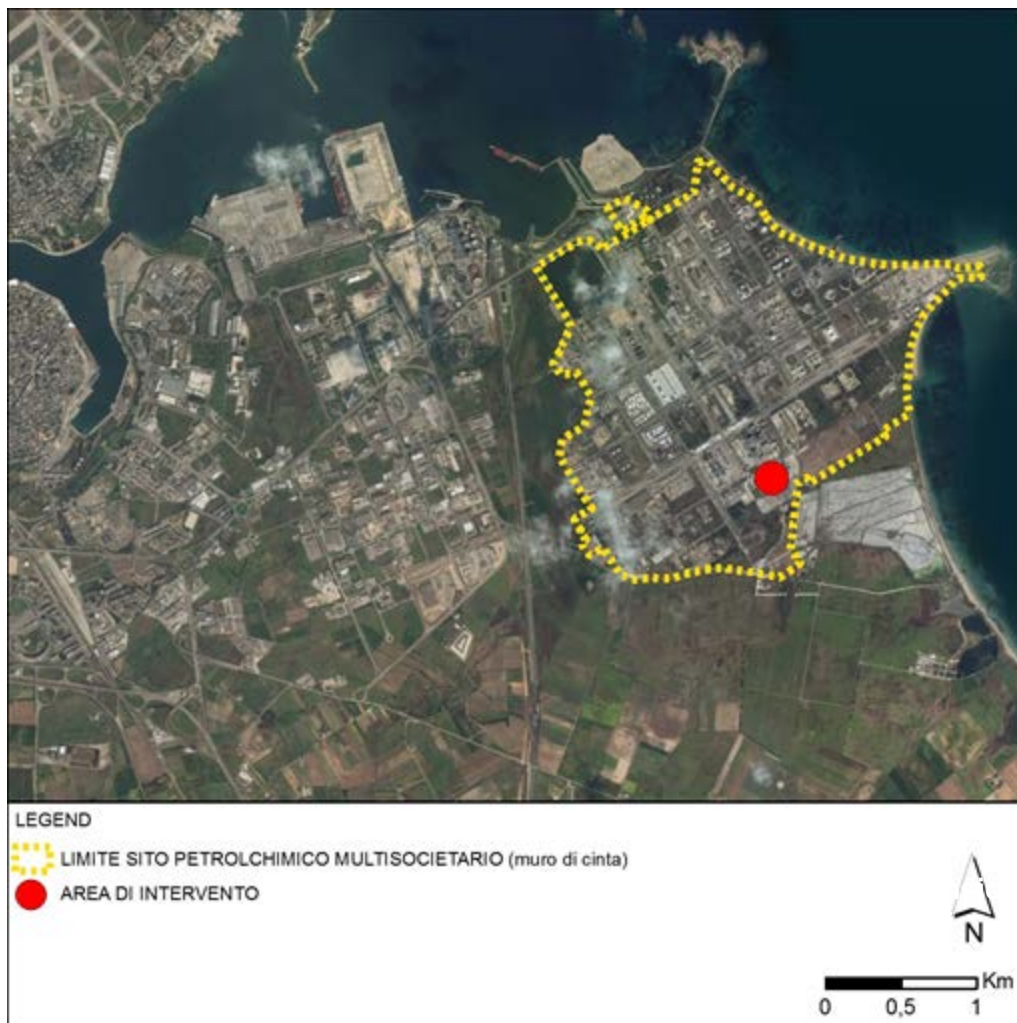 LEGEND
LIMITE SITO PETROLCHIMICO MULTISOCIETARIO (muro di cinta)
AREA DI INTERVENTO
N
Km
0 0,5 1